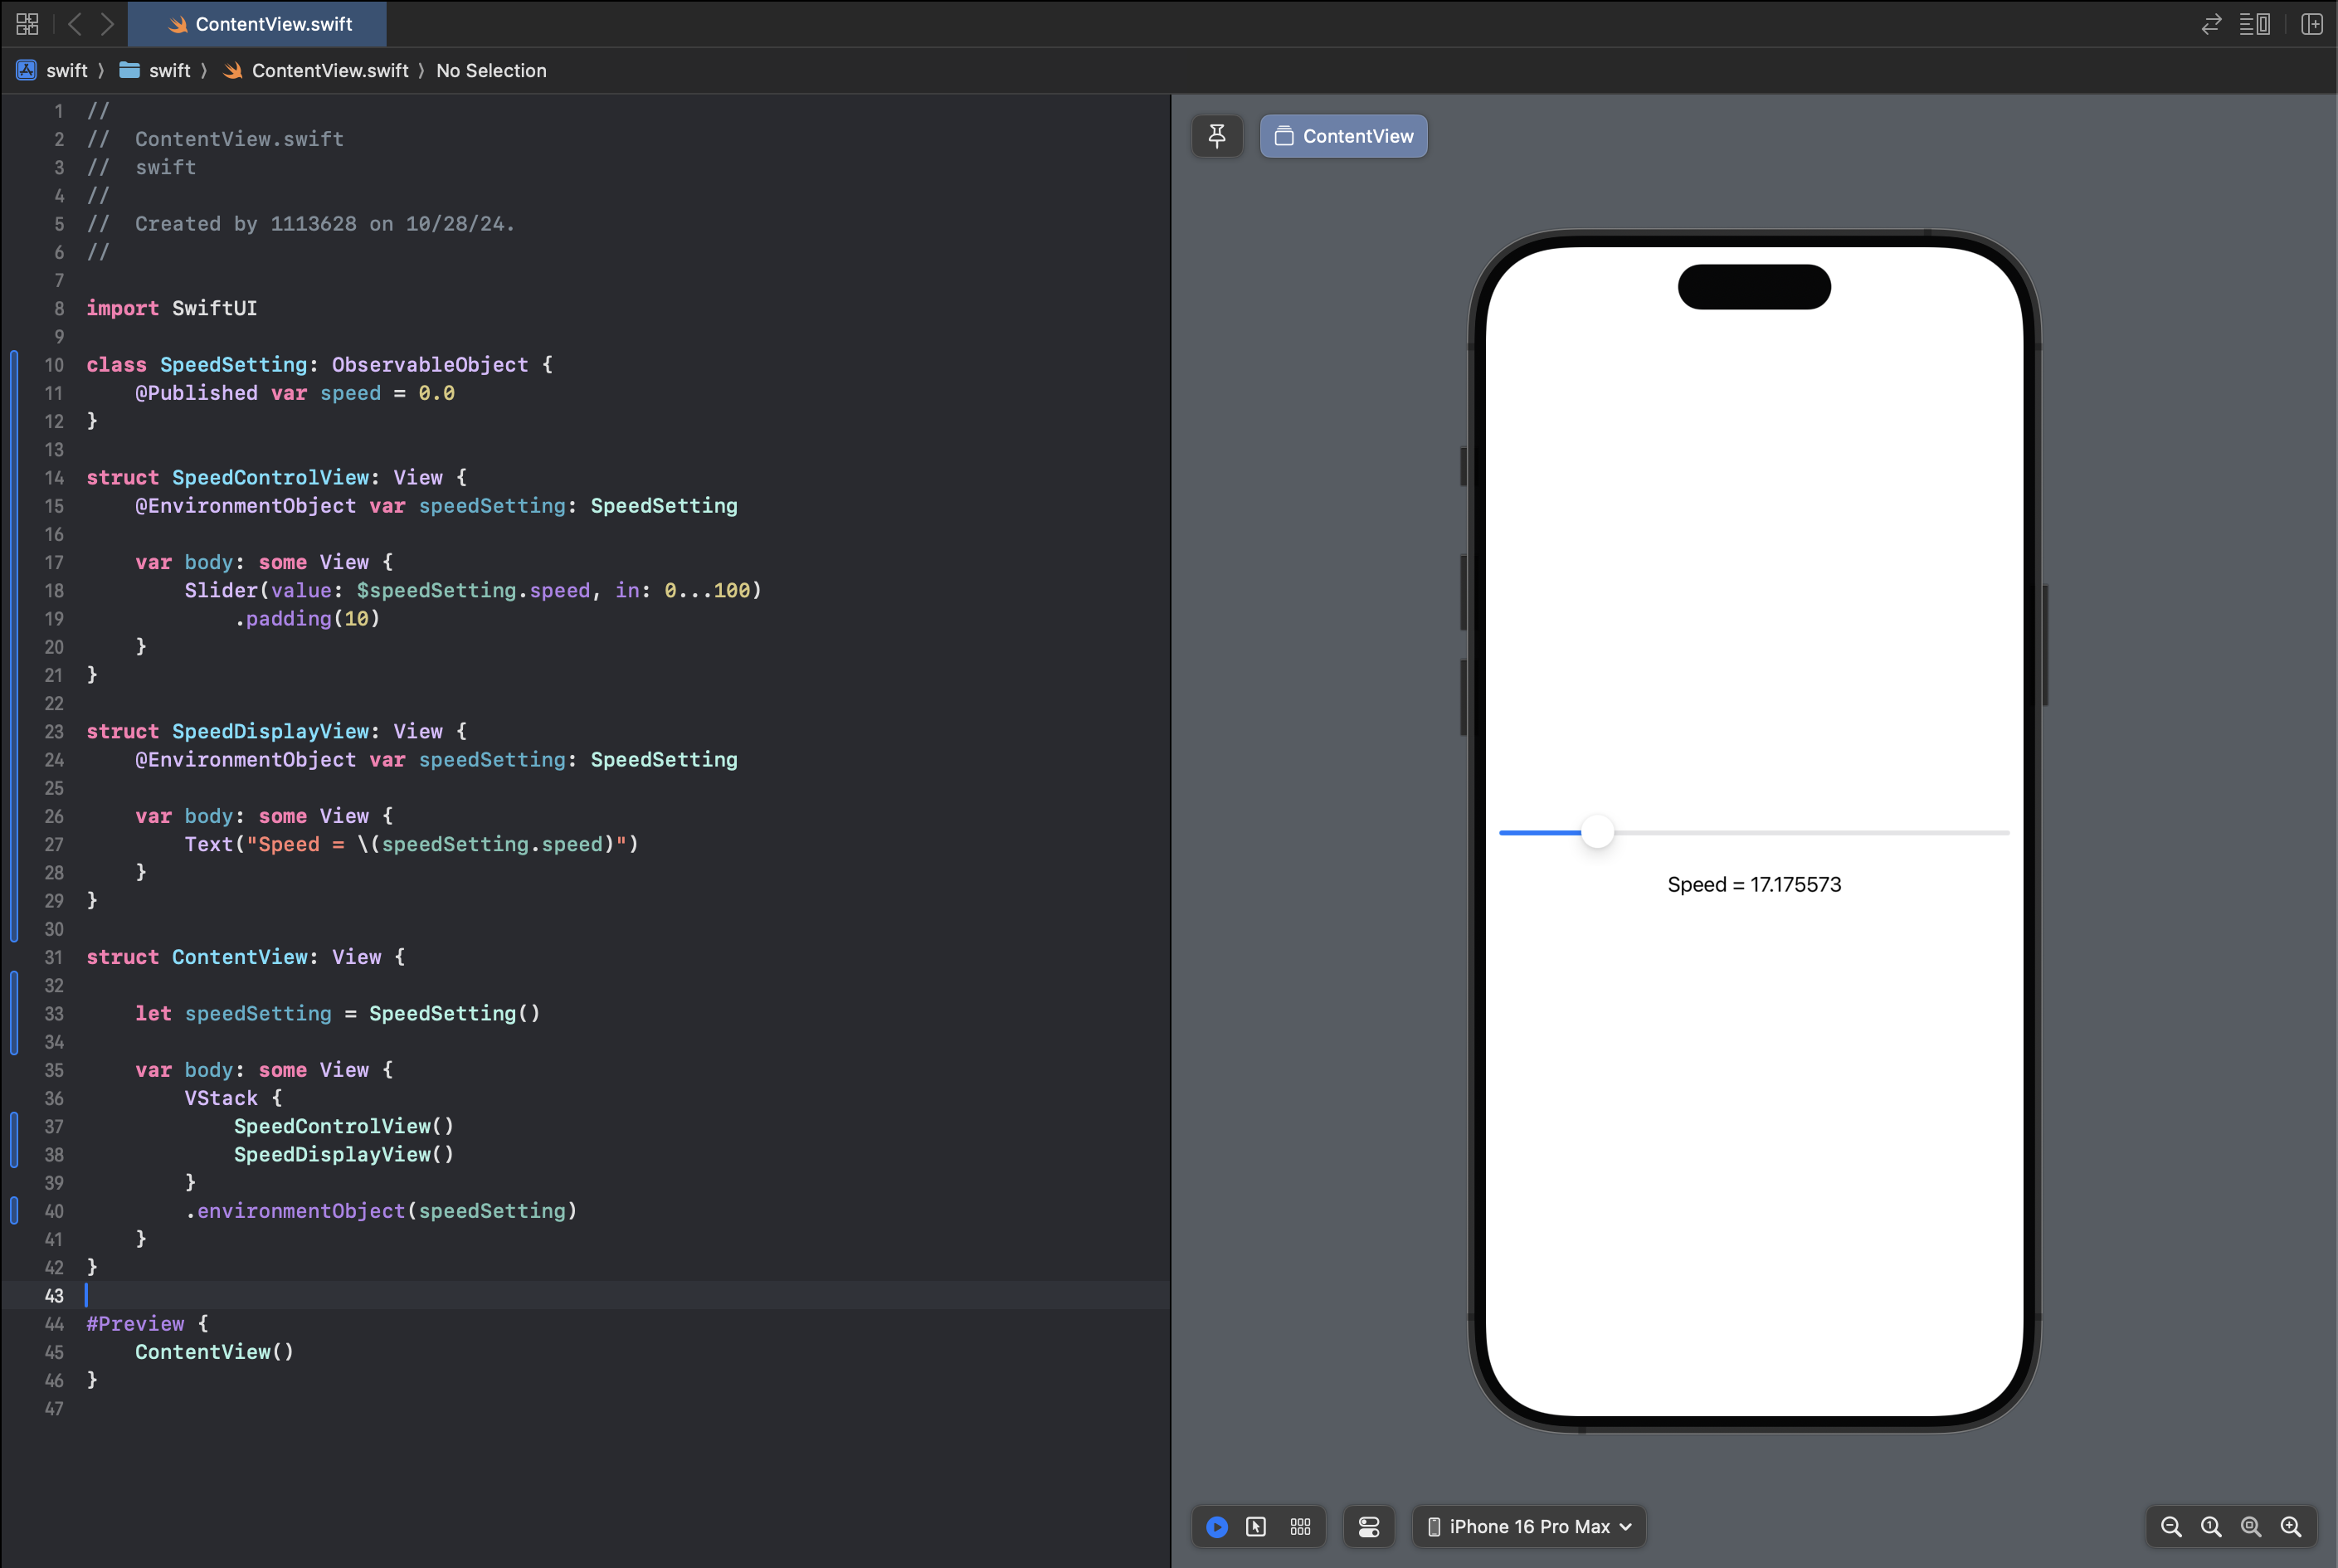 ContentView.swift
swift 〉 swift 〉 ContentView.swift 〉 No Selection
1 //
2 //  ContentView.swift
3 //  swift
4 //
5 //  Created by 1113628 on 10/28/24.
6 //
7
8 import SwiftUI
9
10 class SpeedSetting: ObservableObject {
11     @Published var speed = 0.0
12 }
13
14 struct SpeedControlView: View {
15     @EnvironmentObject var speedSetting: SpeedSetting
16
17     var body: some View {
18         Slider(value: $speedSetting.speed, in: 0...100)
19             .padding(10)
20     }
21 }
22
23 struct SpeedDisplayView: View {
24     @EnvironmentObject var speedSetting: SpeedSetting
25
26     var body: some View {
27         Text("Speed = \(speedSetting.speed)")
28     }
29 }
30
31 struct ContentView: View {
32
33     let speedSetting = SpeedSetting()
34
35     var body: some View {
36         VStack {
37             SpeedControlView()
38             SpeedDisplayView()
39         }
40         .environmentObject(speedSetting)
41     }
42 }
43
44 #Preview {
45     ContentView()
46 }
47
ContentView
Speed = 17.175573
iPhone 16 Pro Max